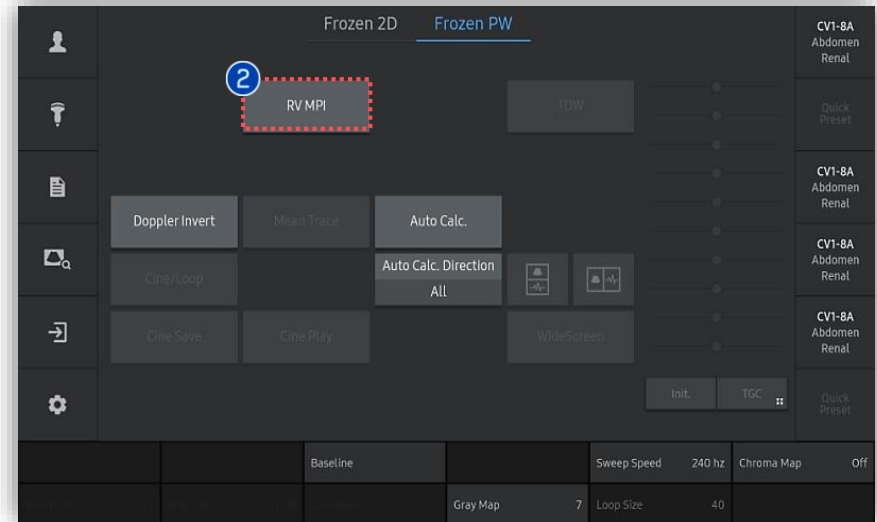 Frozen 2D
Frozen PW
CV1-8A
Abdomen
Renal
2
RV MPI
TDW
Quick
Preset
CV1-8A
Abdomen
Renal
Doppler Invert
Mean Trace
Auto Calc.
CV1-8A
Abdomen
Renal
Cine/Loop
Auto Calc. Direction
All
Cine Save
Cine Play
WideScreen
CV1-8A
Abdomen
Renal
Init.
TGC
Quick
Preset
Baseline
Sweep Speed 240 hz
Chroma Map Off
Gray Map 7
Loop Size 40